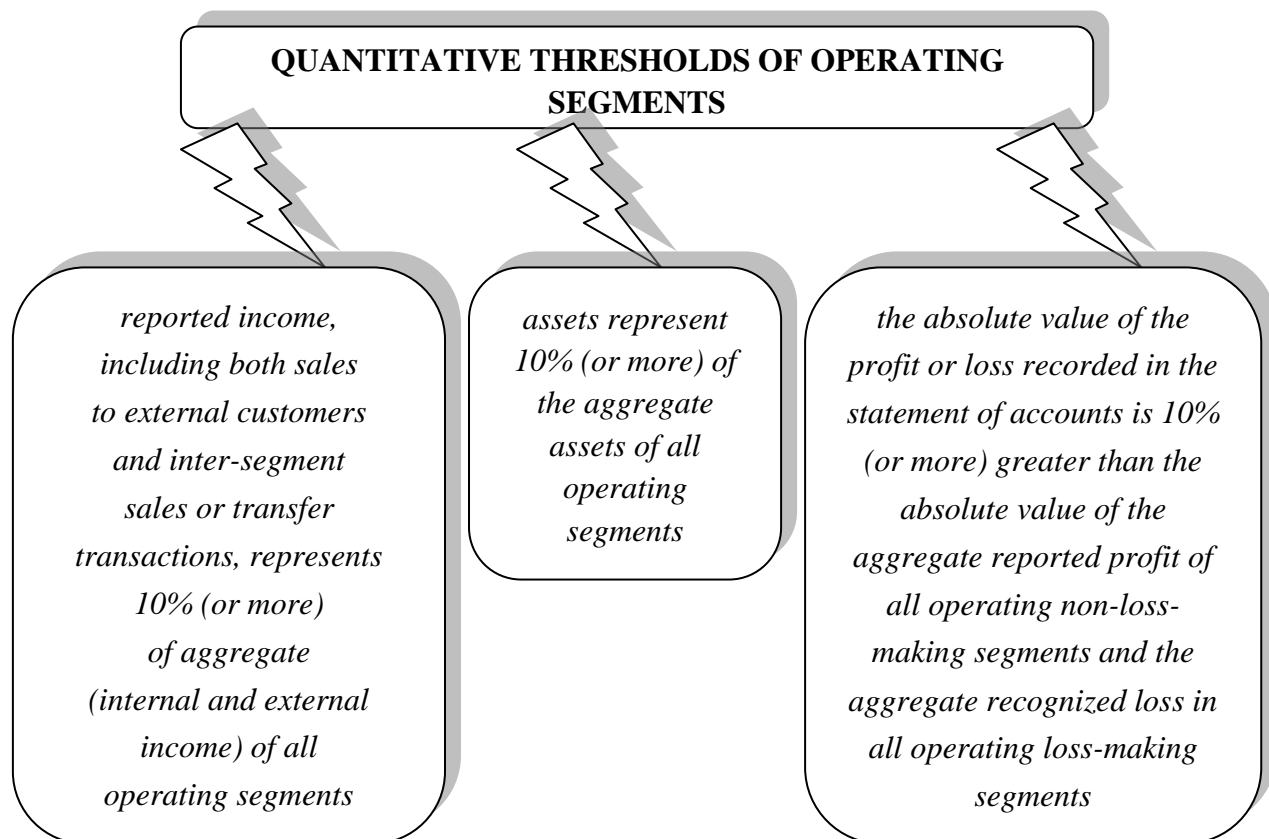 QUANTITATIVE THRESHOLDS OF OPERATING
SEGMENTS
reported income,
including both sales
to external customers
and inter-segment
sales or transfer
transactions, represents
10% (or more)
of aggregate
(internal and external
income) of all
operating segments
assets represent
10% (or more) of
the aggregate
assets of all
operating
segments
the absolute value of the
profit or loss recorded in the
statement of accounts is 10%
(or more) greater than the
absolute value of the
aggregate reported profit of
all operating non-loss-
making segments and the
aggregate recognized loss in
all operating loss-making
segments